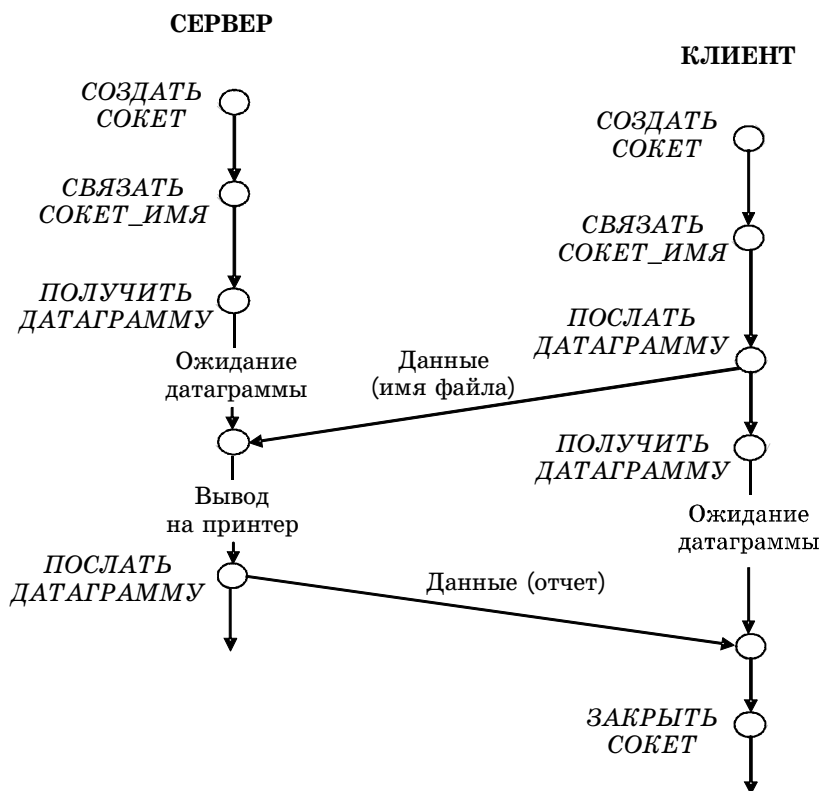 СЕРВЕР
СОЗДАТЬ
СОКЕТ
СВЯЗАТЬ
СОКЕТ_ИМЯ
ПОЛУЧИТЬ
ДАТАГРАММУ
Ожидание
датаграммы
Вывод
на принтер
ПОСЛАТЬ
ДАТАГРАММУ
Данные
(имя файла)
Данные (отчет)
КЛИЕНТ
СОЗДАТЬ
СОКЕТ
СВЯЗАТЬ
СОКЕТ_ИМЯ
ПОСЛАТЬ
ДАТАГРАММУ
ПОЛУЧИТЬ
ДАТАГРАММУ
Ожидание
датаграммы
ЗАКРЫТЬ
СОКЕТ